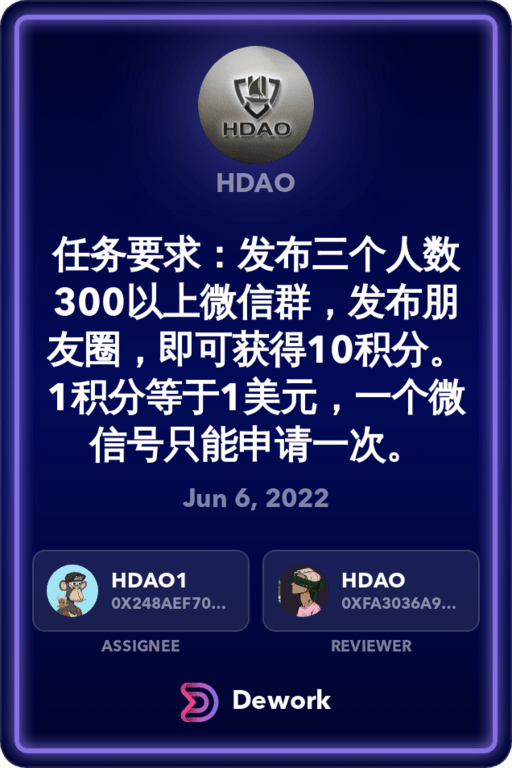 HDAO
HDAO
任务要求：发布三个人数
300以上微信群，发布朋
友圈，即可获得10积分。
1积分等于1美元，一个微
信号只能申请一次。
Jun 6, 2022
HDAO1
0X248AEF70...
ASSIGNEE
HDAO
0XFA3036A9...
REVIEWER
Dework